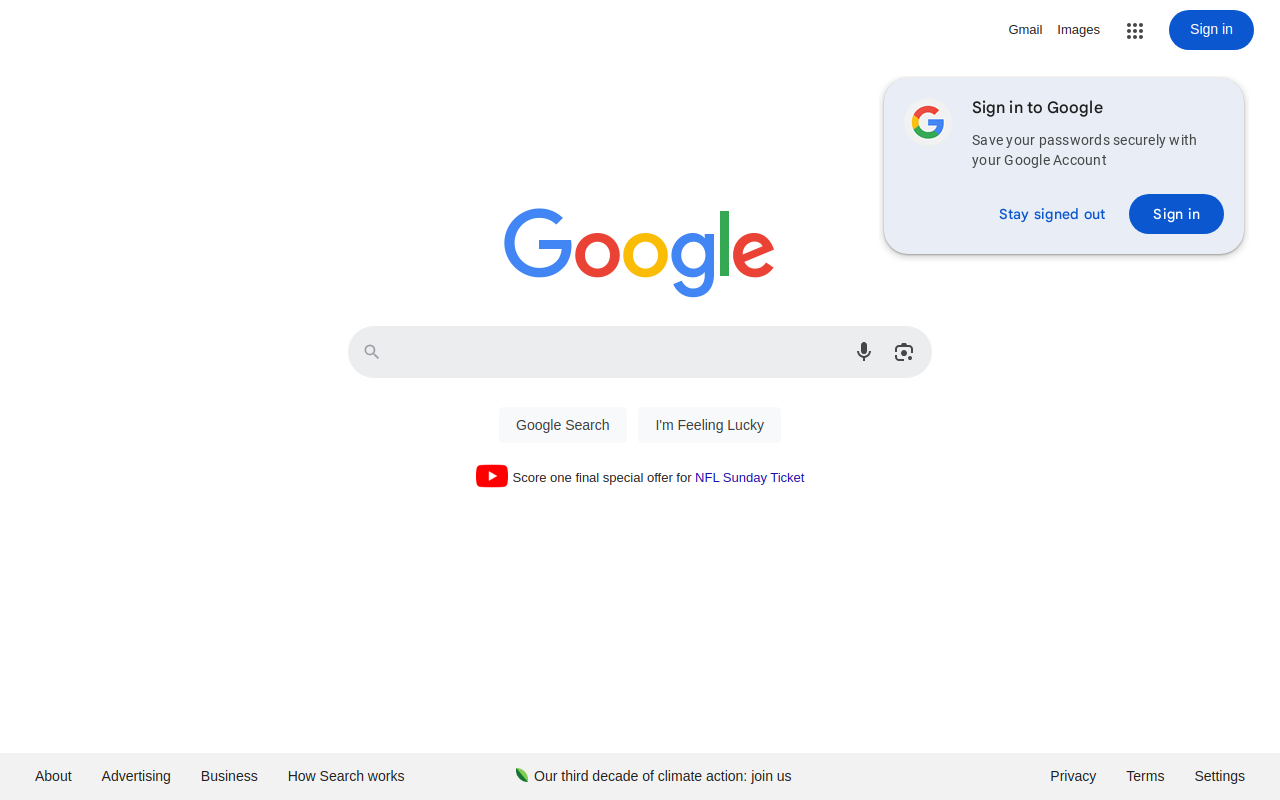 Gmail Images Sign in
Sign in to Google
Save your passwords securely with
your Google Account
Stay signed out Sign in
Google
Google Search I'm Feeling Lucky
Score one final special offer for NFL Sunday Ticket
About Advertising Business How Search works Our third decade of climate action: join us Privacy Terms Settings